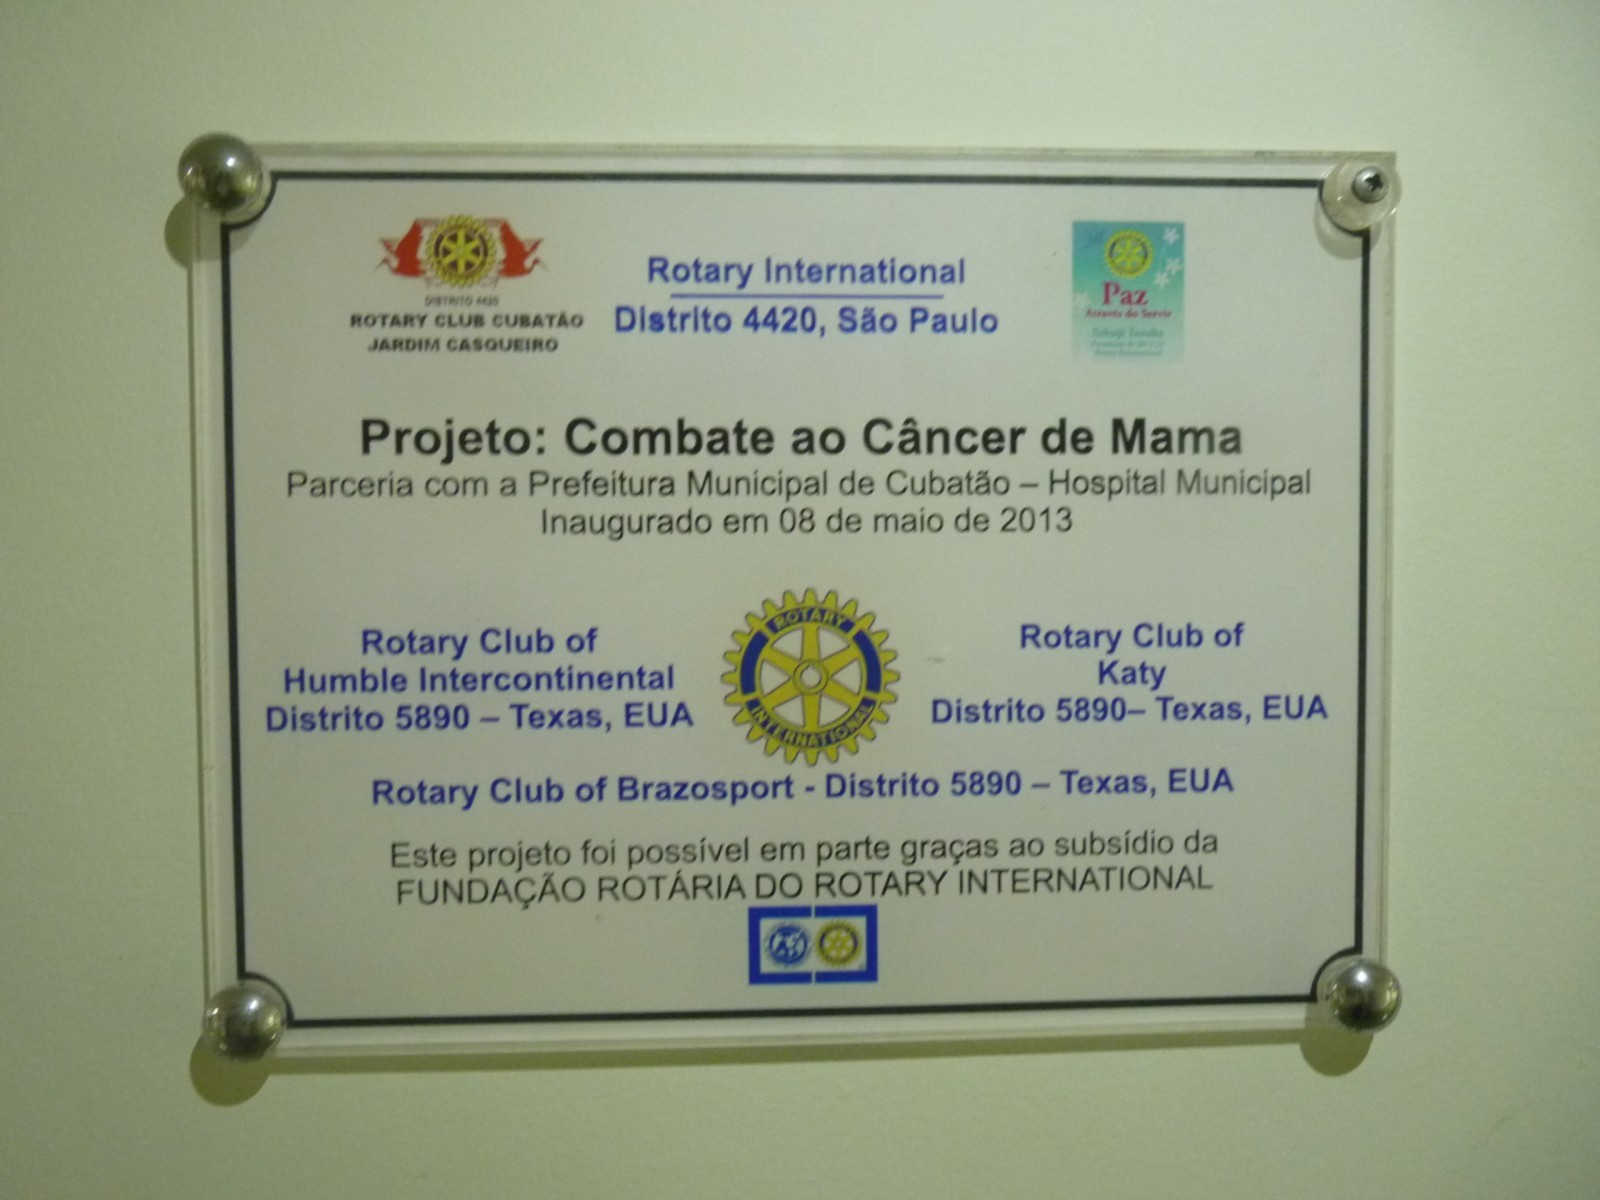 DISTRITO 4420
ROTARY CLUB CUBATÃO
JARDIM CASQUEIRO
Rotary International
Distrito 4420, São Paulo
Paz
Através do Servir
Projeto: Combate ao Câncer de Mama
Parceria com a Prefeitura Municipal de Cubatão – Hospital Municipal
Inaugurado em 08 de maio de 2013
Rotary Club of
Humble Intercontinental
Distrito 5890 – Texas, EUA
ROTARY
INTERNATIONAL
Rotary Club of
Katy
Distrito 5890– Texas, EUA
Rotary Club of Brazosport - Distrito 5890 – Texas, EUA
Este projeto foi possível em parte graças ao subsídio da
FUNDAÇÃO ROTÁRIA DO ROTARY INTERNATIONAL